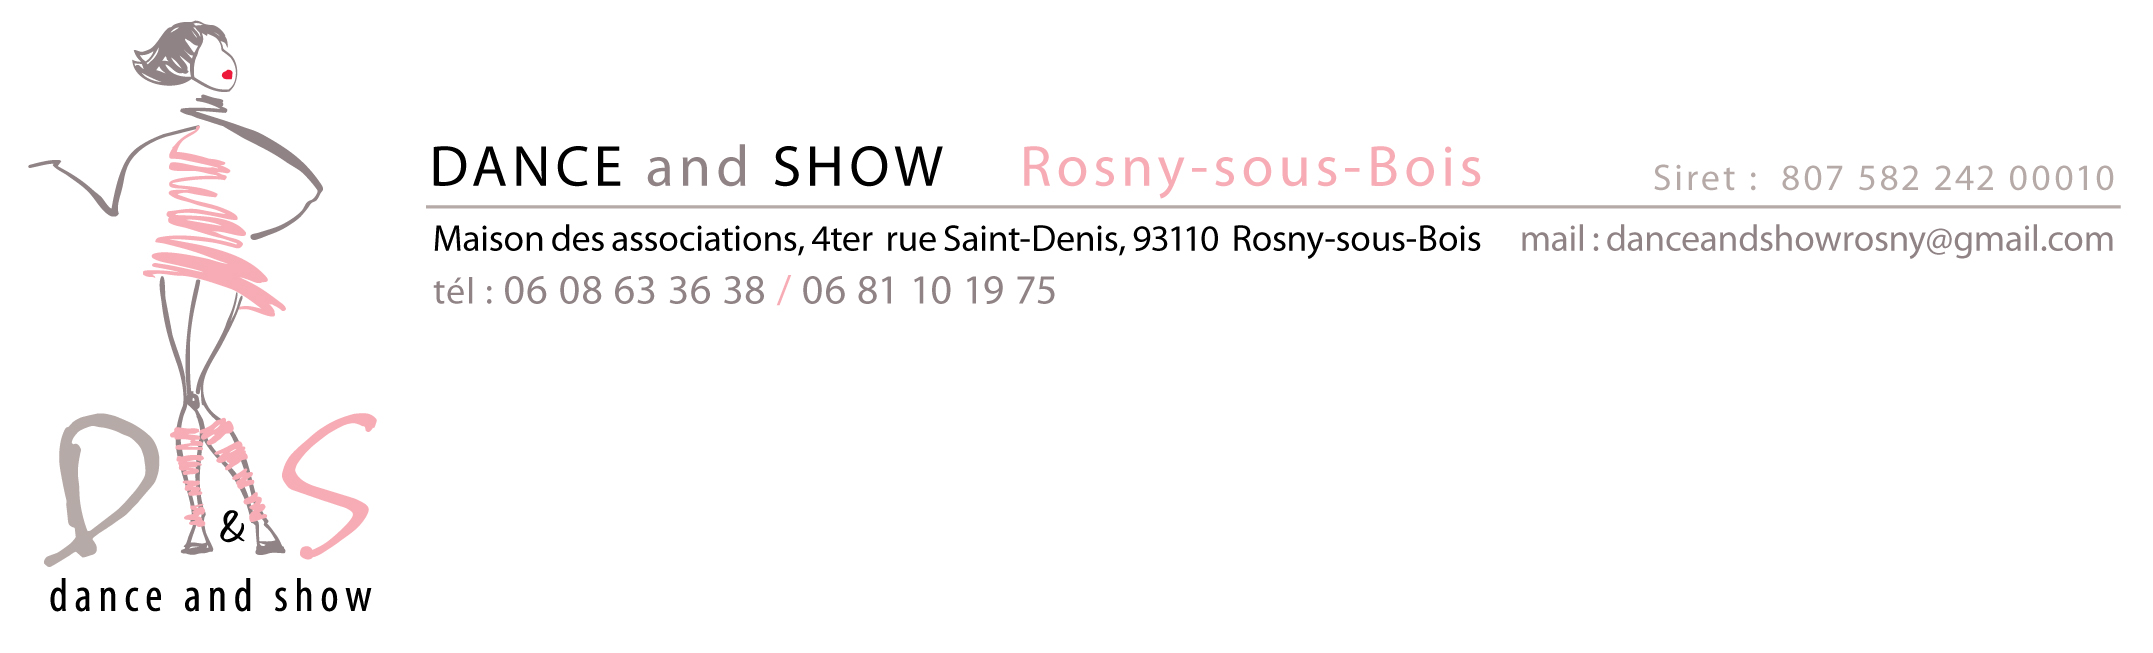 DANCE and SHOW Rosny-sous-Bois Siret : 807 582 242 00010
Maison des associations, 4ter rue Saint-Denis, 93110 Rosny-sous-Bois mail : danceandshowrosny@gmail.com
tél : 06 08 63 36 38 / 06 81 10 19 75
D & S
dance and show